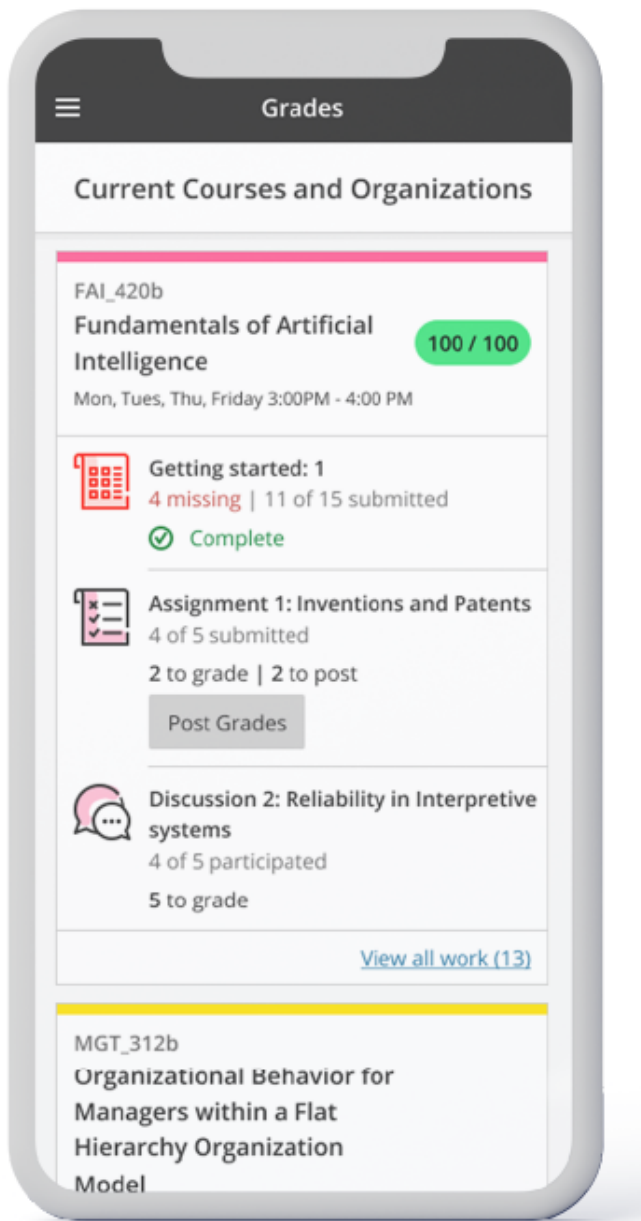 Grades
Current Courses and Organizations
FAI_420b
Fundamentals of Artificial
Intelligence
100 / 100
Mon, Tues, Thu, Friday 3:00PM - 4:00 PM
Getting started: 1
4 missing | 11 of 15 submitted
Complete
Assignment 1: Inventions and Patents
4 of 5 submitted
2 to grade | 2 to post
Post Grades
Discussion 2: Reliability in Interpretive
systems
4 of 5 participated
5 to grade
View all work (13)
MGT_312b
Organizational Behavior for
Managers within a Flat
Hierarchy Organization
Model